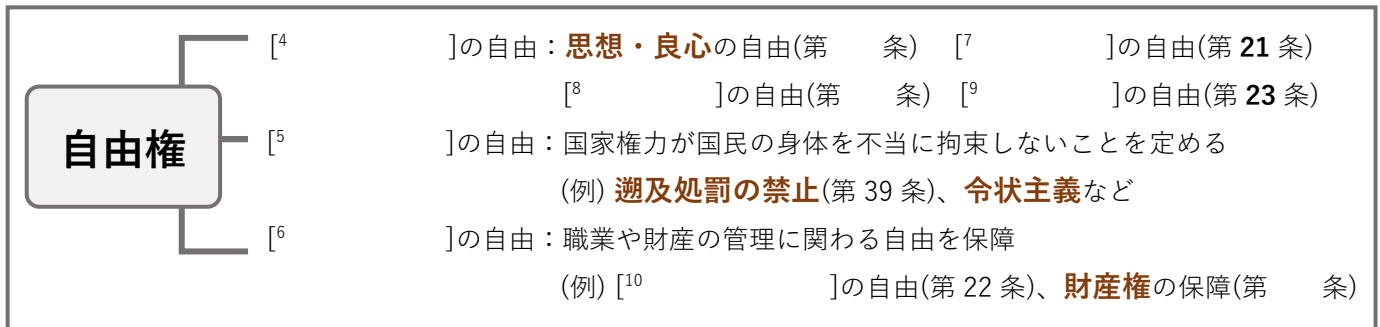 [4 ]の自由：思想・良心の自由(第 条) [7 ]の自由(第 21 条)
[8 ]の自由(第 条) [9 ]の自由(第 23 条)
自由権
[5 ]の自由：国家権力が国民の身体を不当に拘束しないことを定める
(例) 遡及処罰の禁止(第 39 条)、令状主義など
[6 ]の自由：職業や財産の管理に関わる自由を保障
(例) [10 ]の自由(第 22 条)、財産権の保障(第 条)